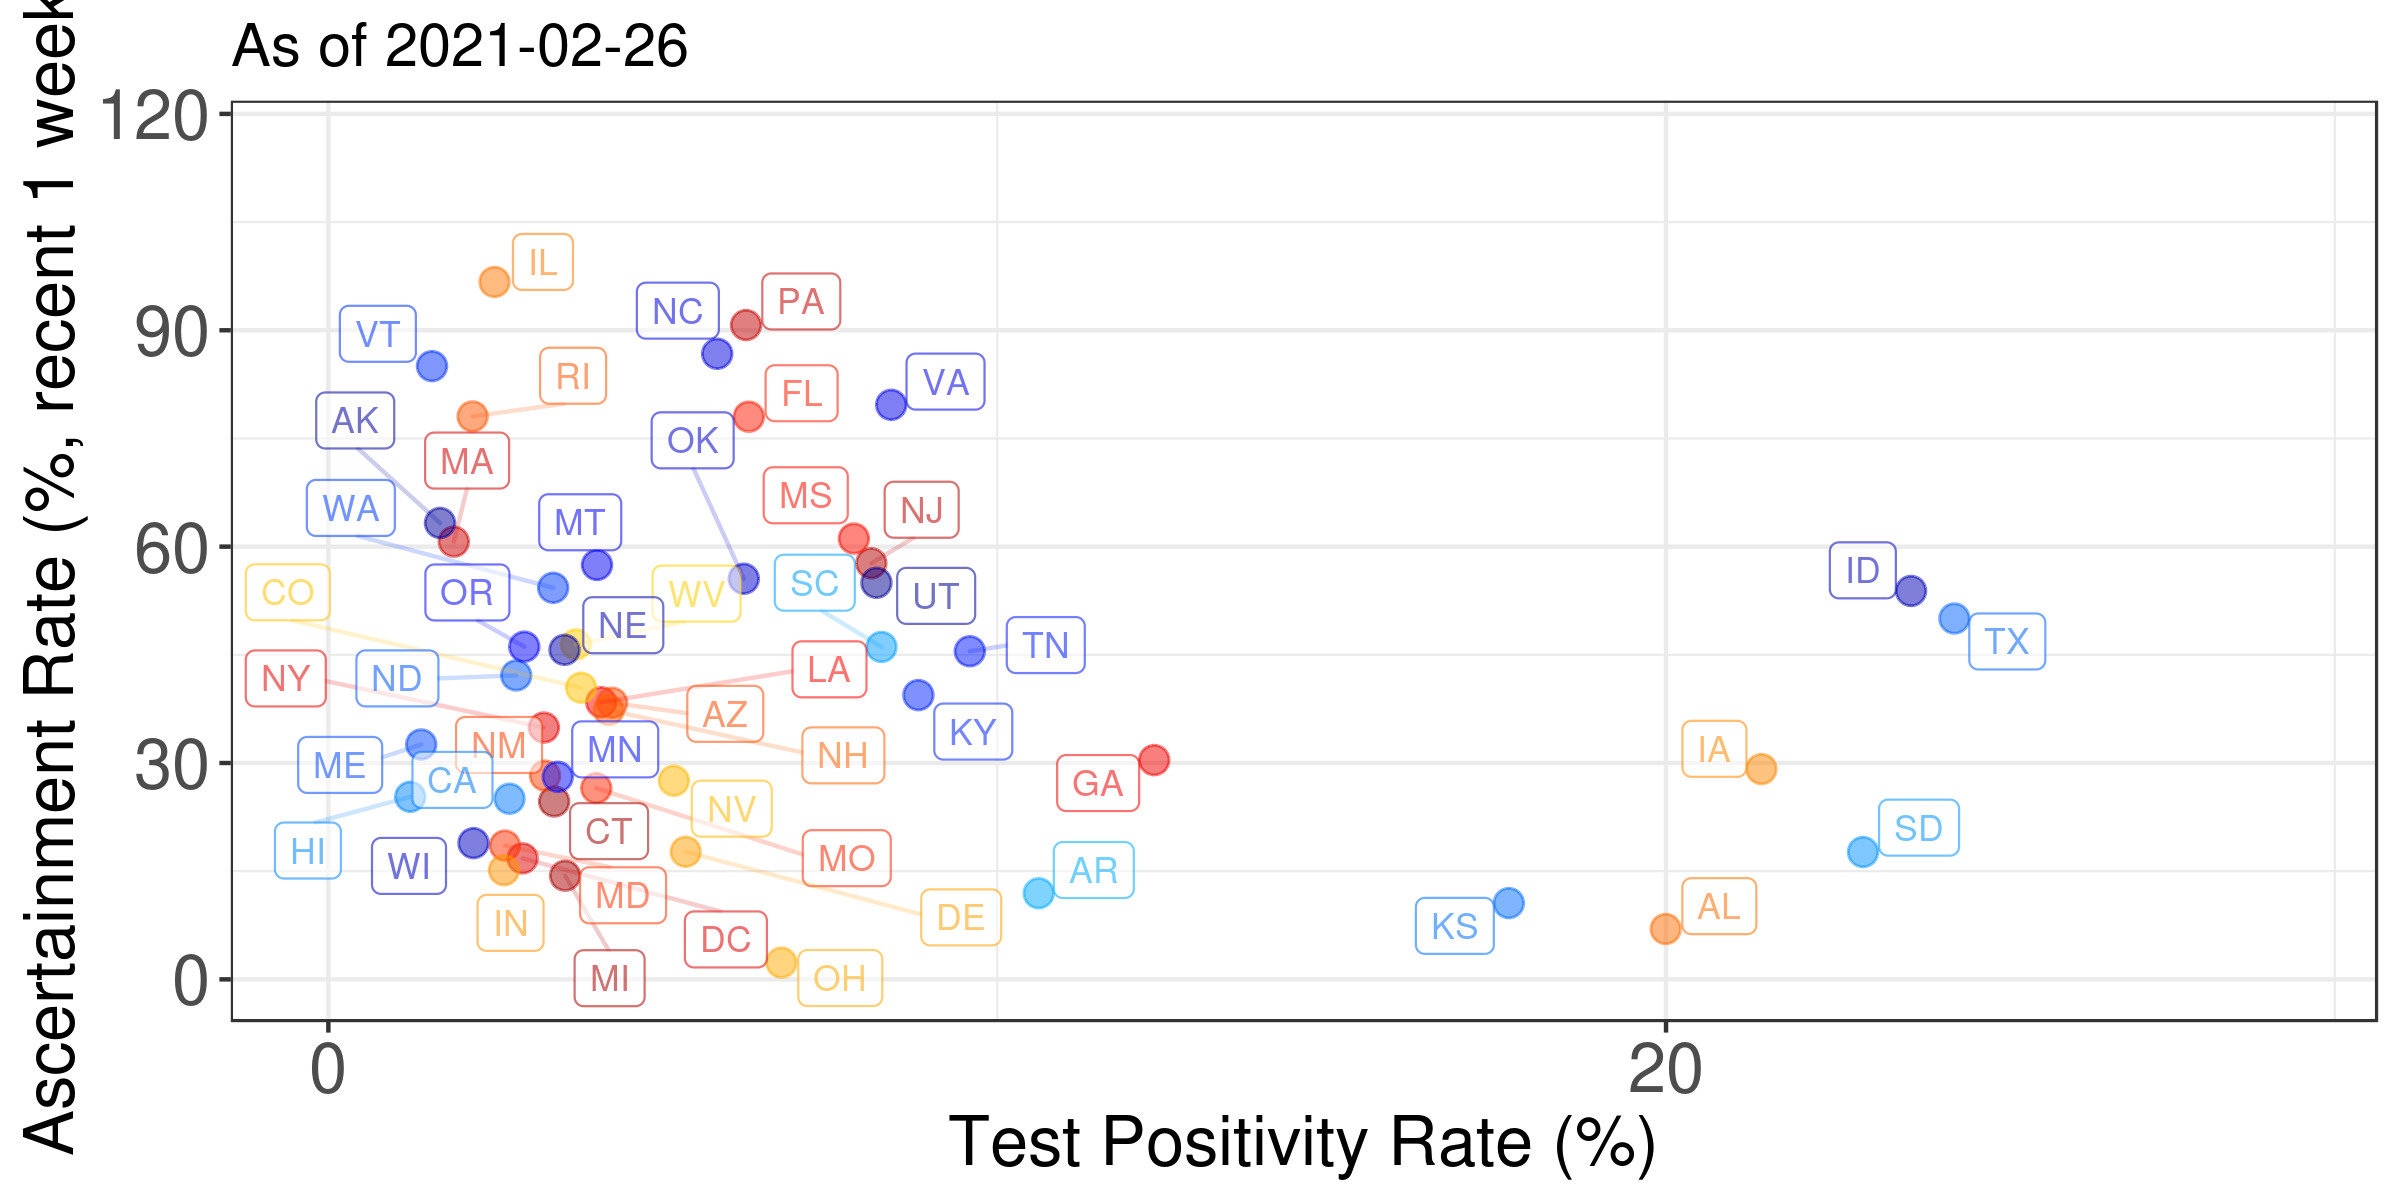 As of 2021-02-26
Ascertainment Rate (%, recent 1 week
120
90
60
30
0
IL
NC
PA
VT
RI
FL
VA
AK
OK
MA
WA
MT
MS
NJ
CO
OR
WV
SC
UT
ID
NE
TN
TX
NY
ND
LA
AZ
KY
NM
MN
NH
ME
CA
GA
IA
NV
HI
CT
SD
WI
MO
AR
IN
MD
DE
KS
AL
DC
MI
OH
0
20
Test Positivity Rate (%)